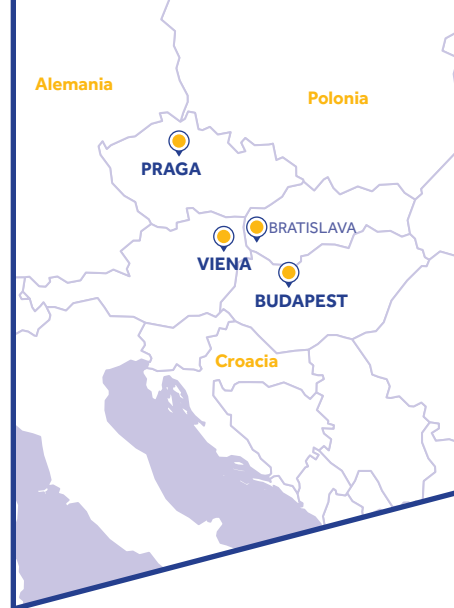 Alemania
Polonia
PRAGA
BRATISLAVA
VIENA
BUDAPEST
Croacia